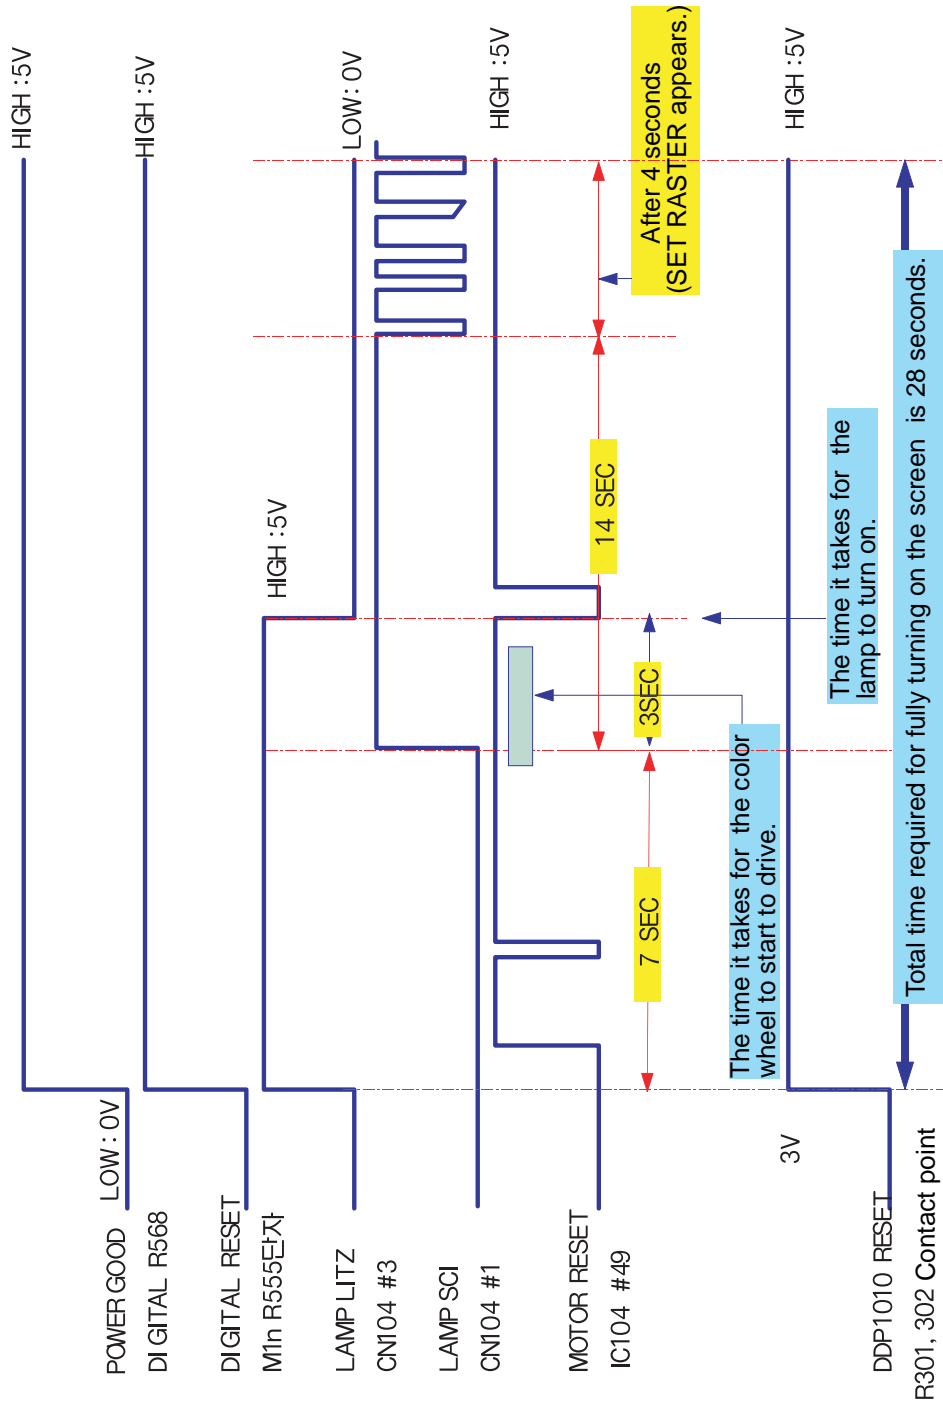 POWER GOOD
DIGITAL R568
LOW : 0V
HIGH :5V
DIGITAL RESET
M1n R555단자
HIGH :5V
LAMP LITZ
CN104 #3
HIGH :5V
LOW : 0V
LAMP SCI
CN104 #1
MOTOR RESET
IC104 #49
HIGH :5V
7 SEC
3SEC
14 SEC
After 4 seconds
(SET RASTER appears.)
The time it takes for the color
wheel to start to drive.
The time it takes for the
lamp to turn on.
DDP1010 RESET
R301, 302 Contact point
3V
HIGH :5V
Total time required for fully turning on the screen is 28 seconds.